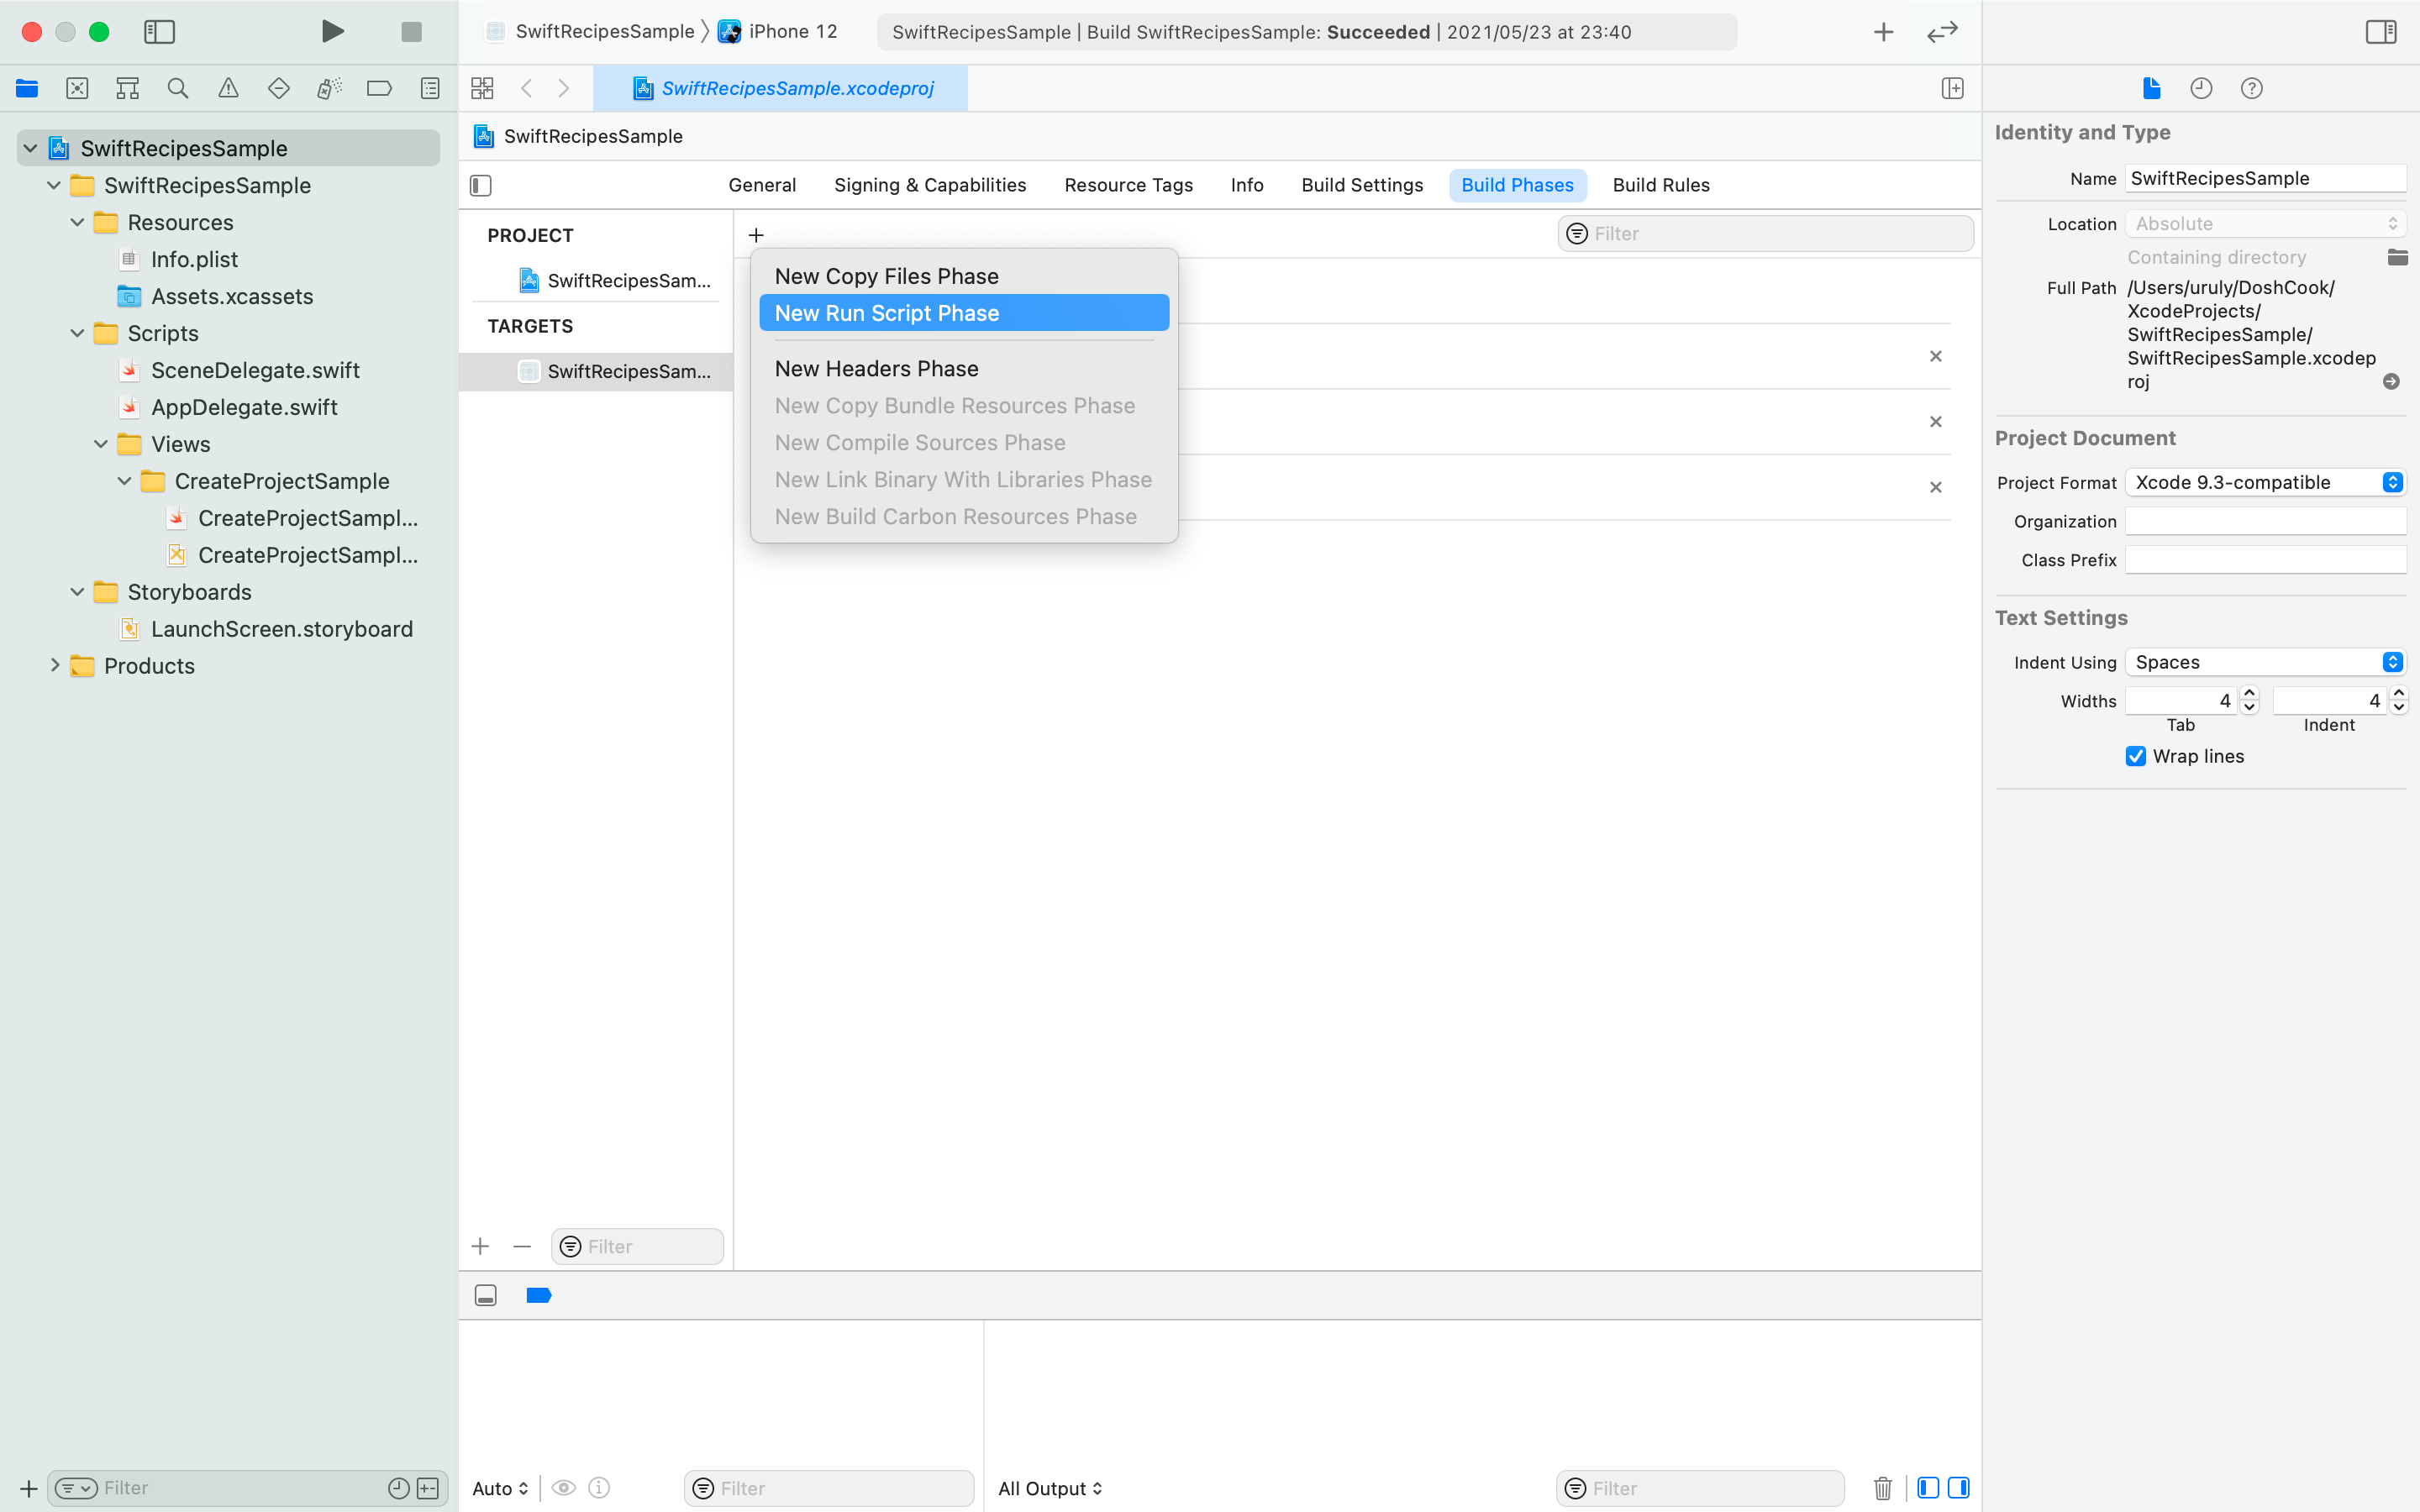 SwiftRecipesSample 〉 iPhone 12
SwiftRecipesSample | Build SwiftRecipesSample: Succeeded | 2021/05/23 at 23:40
SwiftRecipesSample.xcodeproj
SwiftRecipesSample
SwiftRecipesSample
SwiftRecipesSample
Resources
Info.plist
Assets.xcassets
Scripts
SceneDelegate.swift
AppDelegate.swift
Views
CreateProjectSample
CreateProjectSampl...
CreateProjectSampl...
Storyboards
LaunchScreen.storyboard
Products
Filter
General Signing & Capabilities Resource Tags Info Build Settings Build Phases Build Rules
PROJECT
SwiftRecipesSam...
TARGETS
SwiftRecipesSam...
Filter
Filter
New Copy Files Phase
New Run Script Phase
New Headers Phase
New Copy Bundle Resources Phase
New Compile Sources Phase
New Link Binary With Libraries Phase
New Build Carbon Resources Phase
Auto
Filter
All Output
Filter
Identity and Type
Name SwiftRecipesSample
Location Absolute
Containing directory
Full Path /Users/uruly/DoshCook/
XcodeProjects/
SwiftRecipesSample/
SwiftRecipesSample.xcodep
roj
Project Document
Project Format Xcode 9.3-compatible
Organization
Class Prefix
Text Settings
Indent Using Spaces
Widths 4 4
Tab Indent
Wrap lines